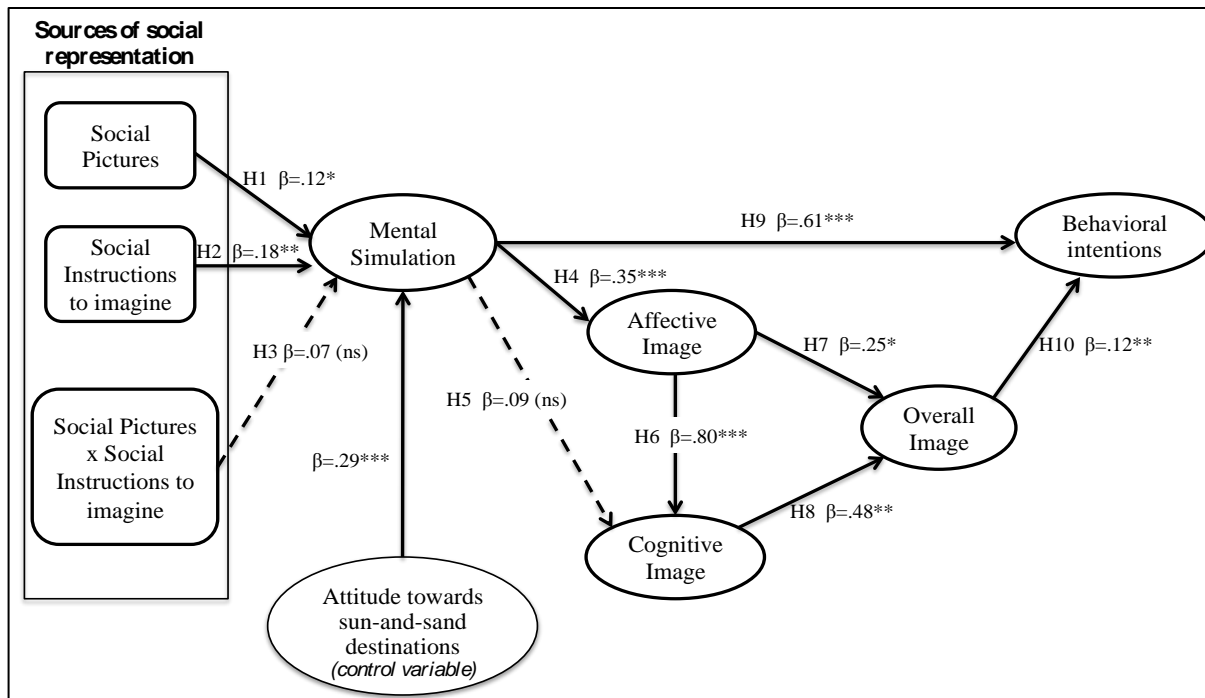 Sources of social
representation
Social
Pictures
H1 β=.12*
Social
Instructions
to imagine
H2 β=.18**
Mental
Simulation
H9 β=.61***
Behavioral
intentions
H4 β=.35***
Affective
Image
H7 β=.25*
H10 β=.12**
H3 β=.07 (ns)
H5 β=.09 (ns)
Overall
Image
Social Pictures
x Social
Instructions to
imagine
β=.29***
H6 β=.80***
H8 β=.48**
Cognitive
Image
Attitude towards
sun-and-sand
destinations
(control variable)